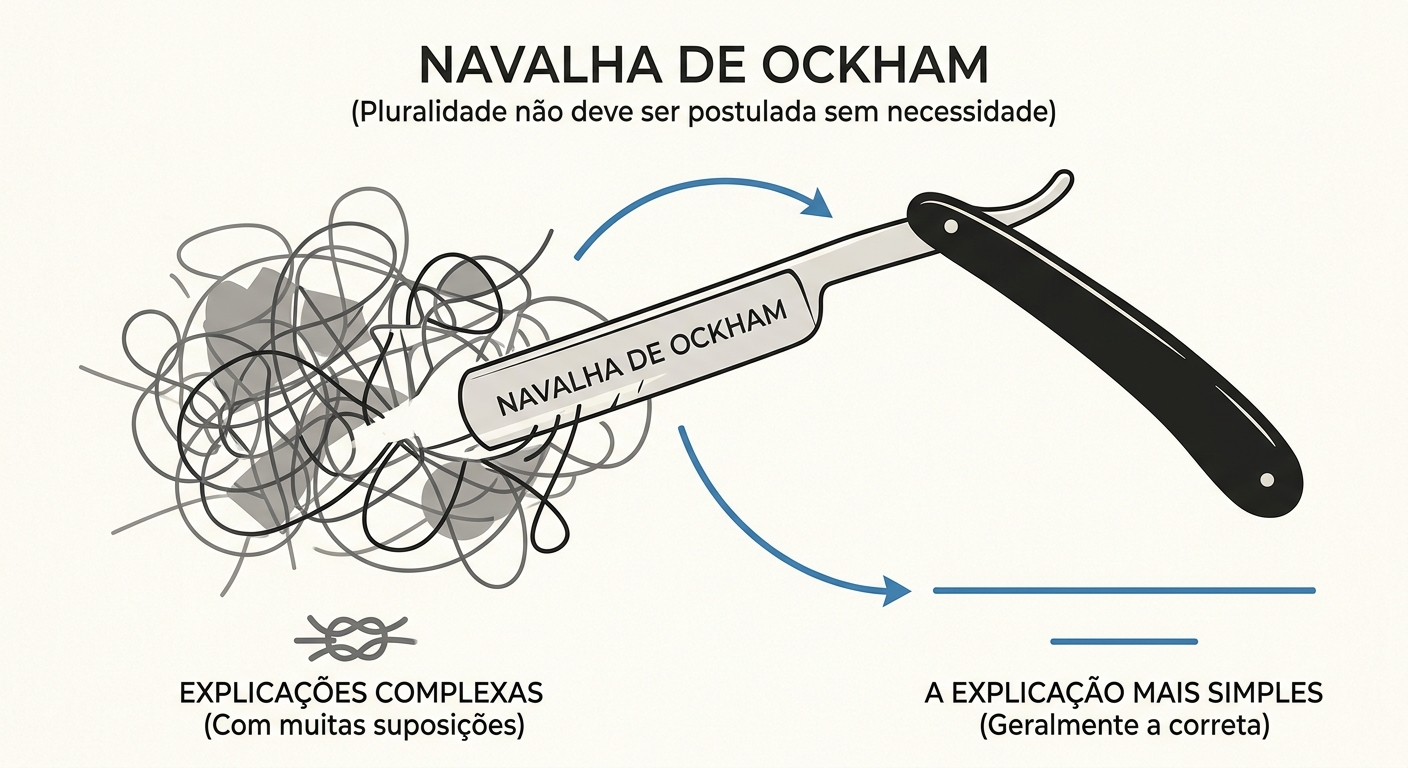 NAVALHA DE OCKHAM
(Pluralidade não deve ser postulada sem necessidade)
NAVALHA DE OCKHAM
EXPLICAÇÕES COMPLEXAS
(Com muitas suposições)
A EXPLICAÇÃO MAIS SIMPLES
(Geralmente a correta)